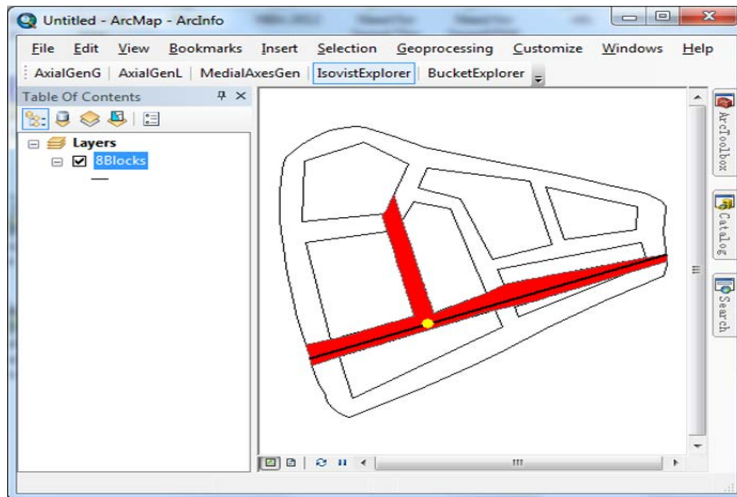 Untitled - ArcMap - ArcInfo
File Edit View Bookmarks Insert Selection Geoprocessing Customize Windows Help
AxialGenG AxialGenL MedialAxesGen IsovistExplorer BucketExplorer
Table Of Contents
Layers
8Blocks
ArcToolbox
Catalog
Search